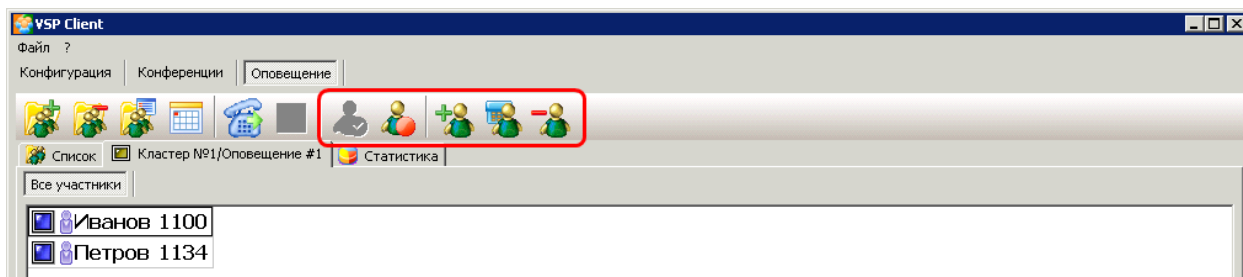 VSP Client
Файл ?
Конфигурация Конференции Оповещение
Список Кластер №1/Оповещение #1 Статистика
Все участники
Иванов 1100
Петров 1134